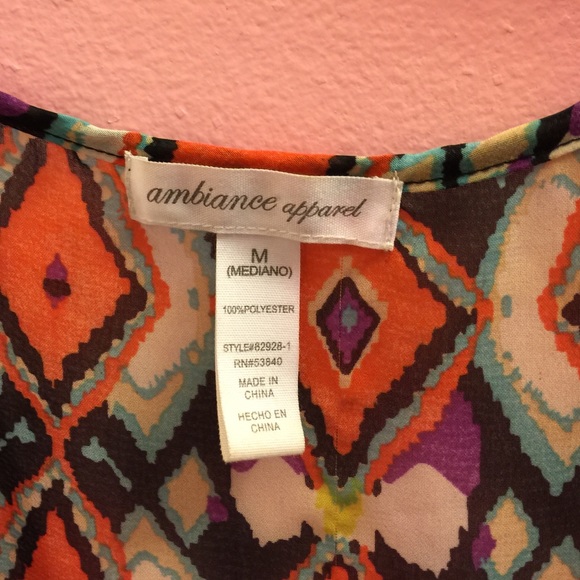 ambiance apparel
M
(MEDIANO)
100%POLYESTER
STYLE#82928-1
RN#53840
MADE IN
CHINA
HECHO EN
CHINA